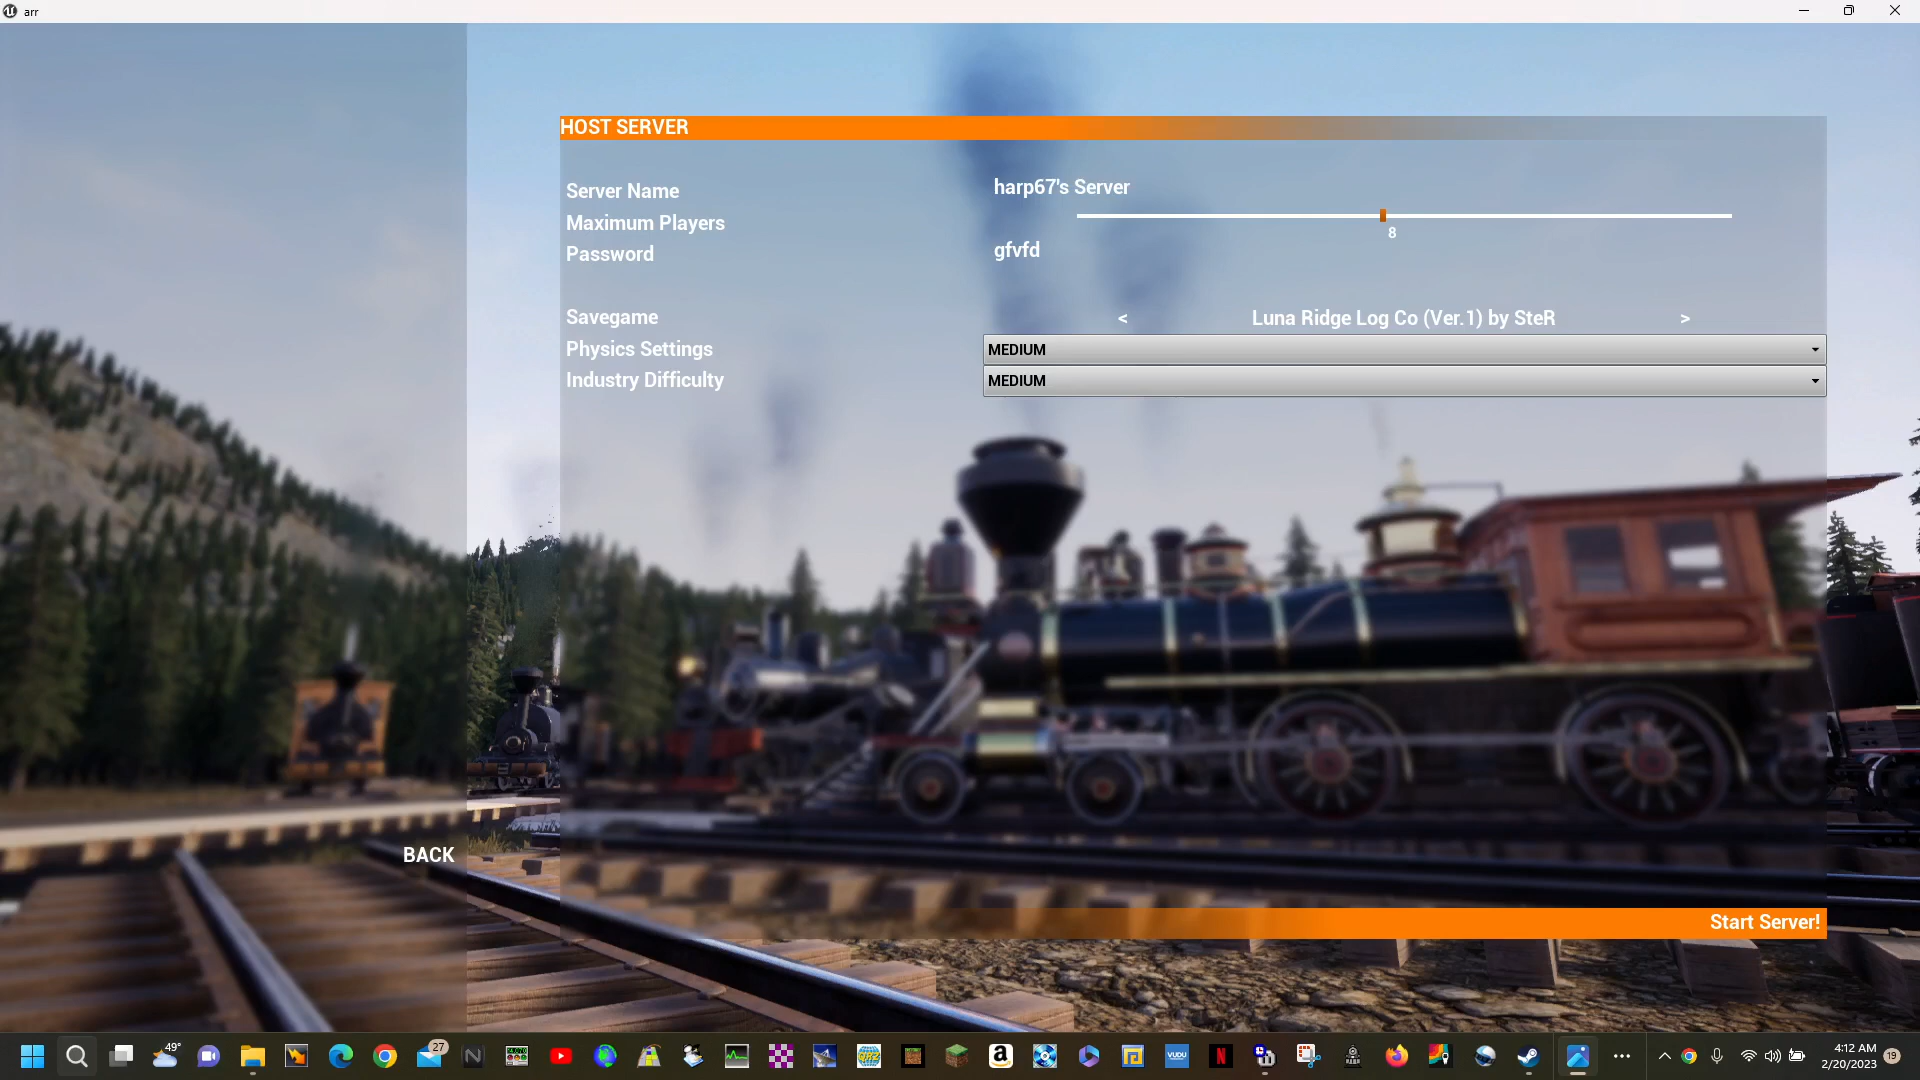 arr
HOST SERVER
Server Name
harp67's Server
Maximum Players
8
Password
gfvfd
Savegame
< Luna Ridge Log Co (Ver.1) by SteR >
Physics Settings
MEDIUM
Industry Difficulty
MEDIUM
BACK
Start Server!
49°
27
VUDU
4:12 AM
2/20/2023
19